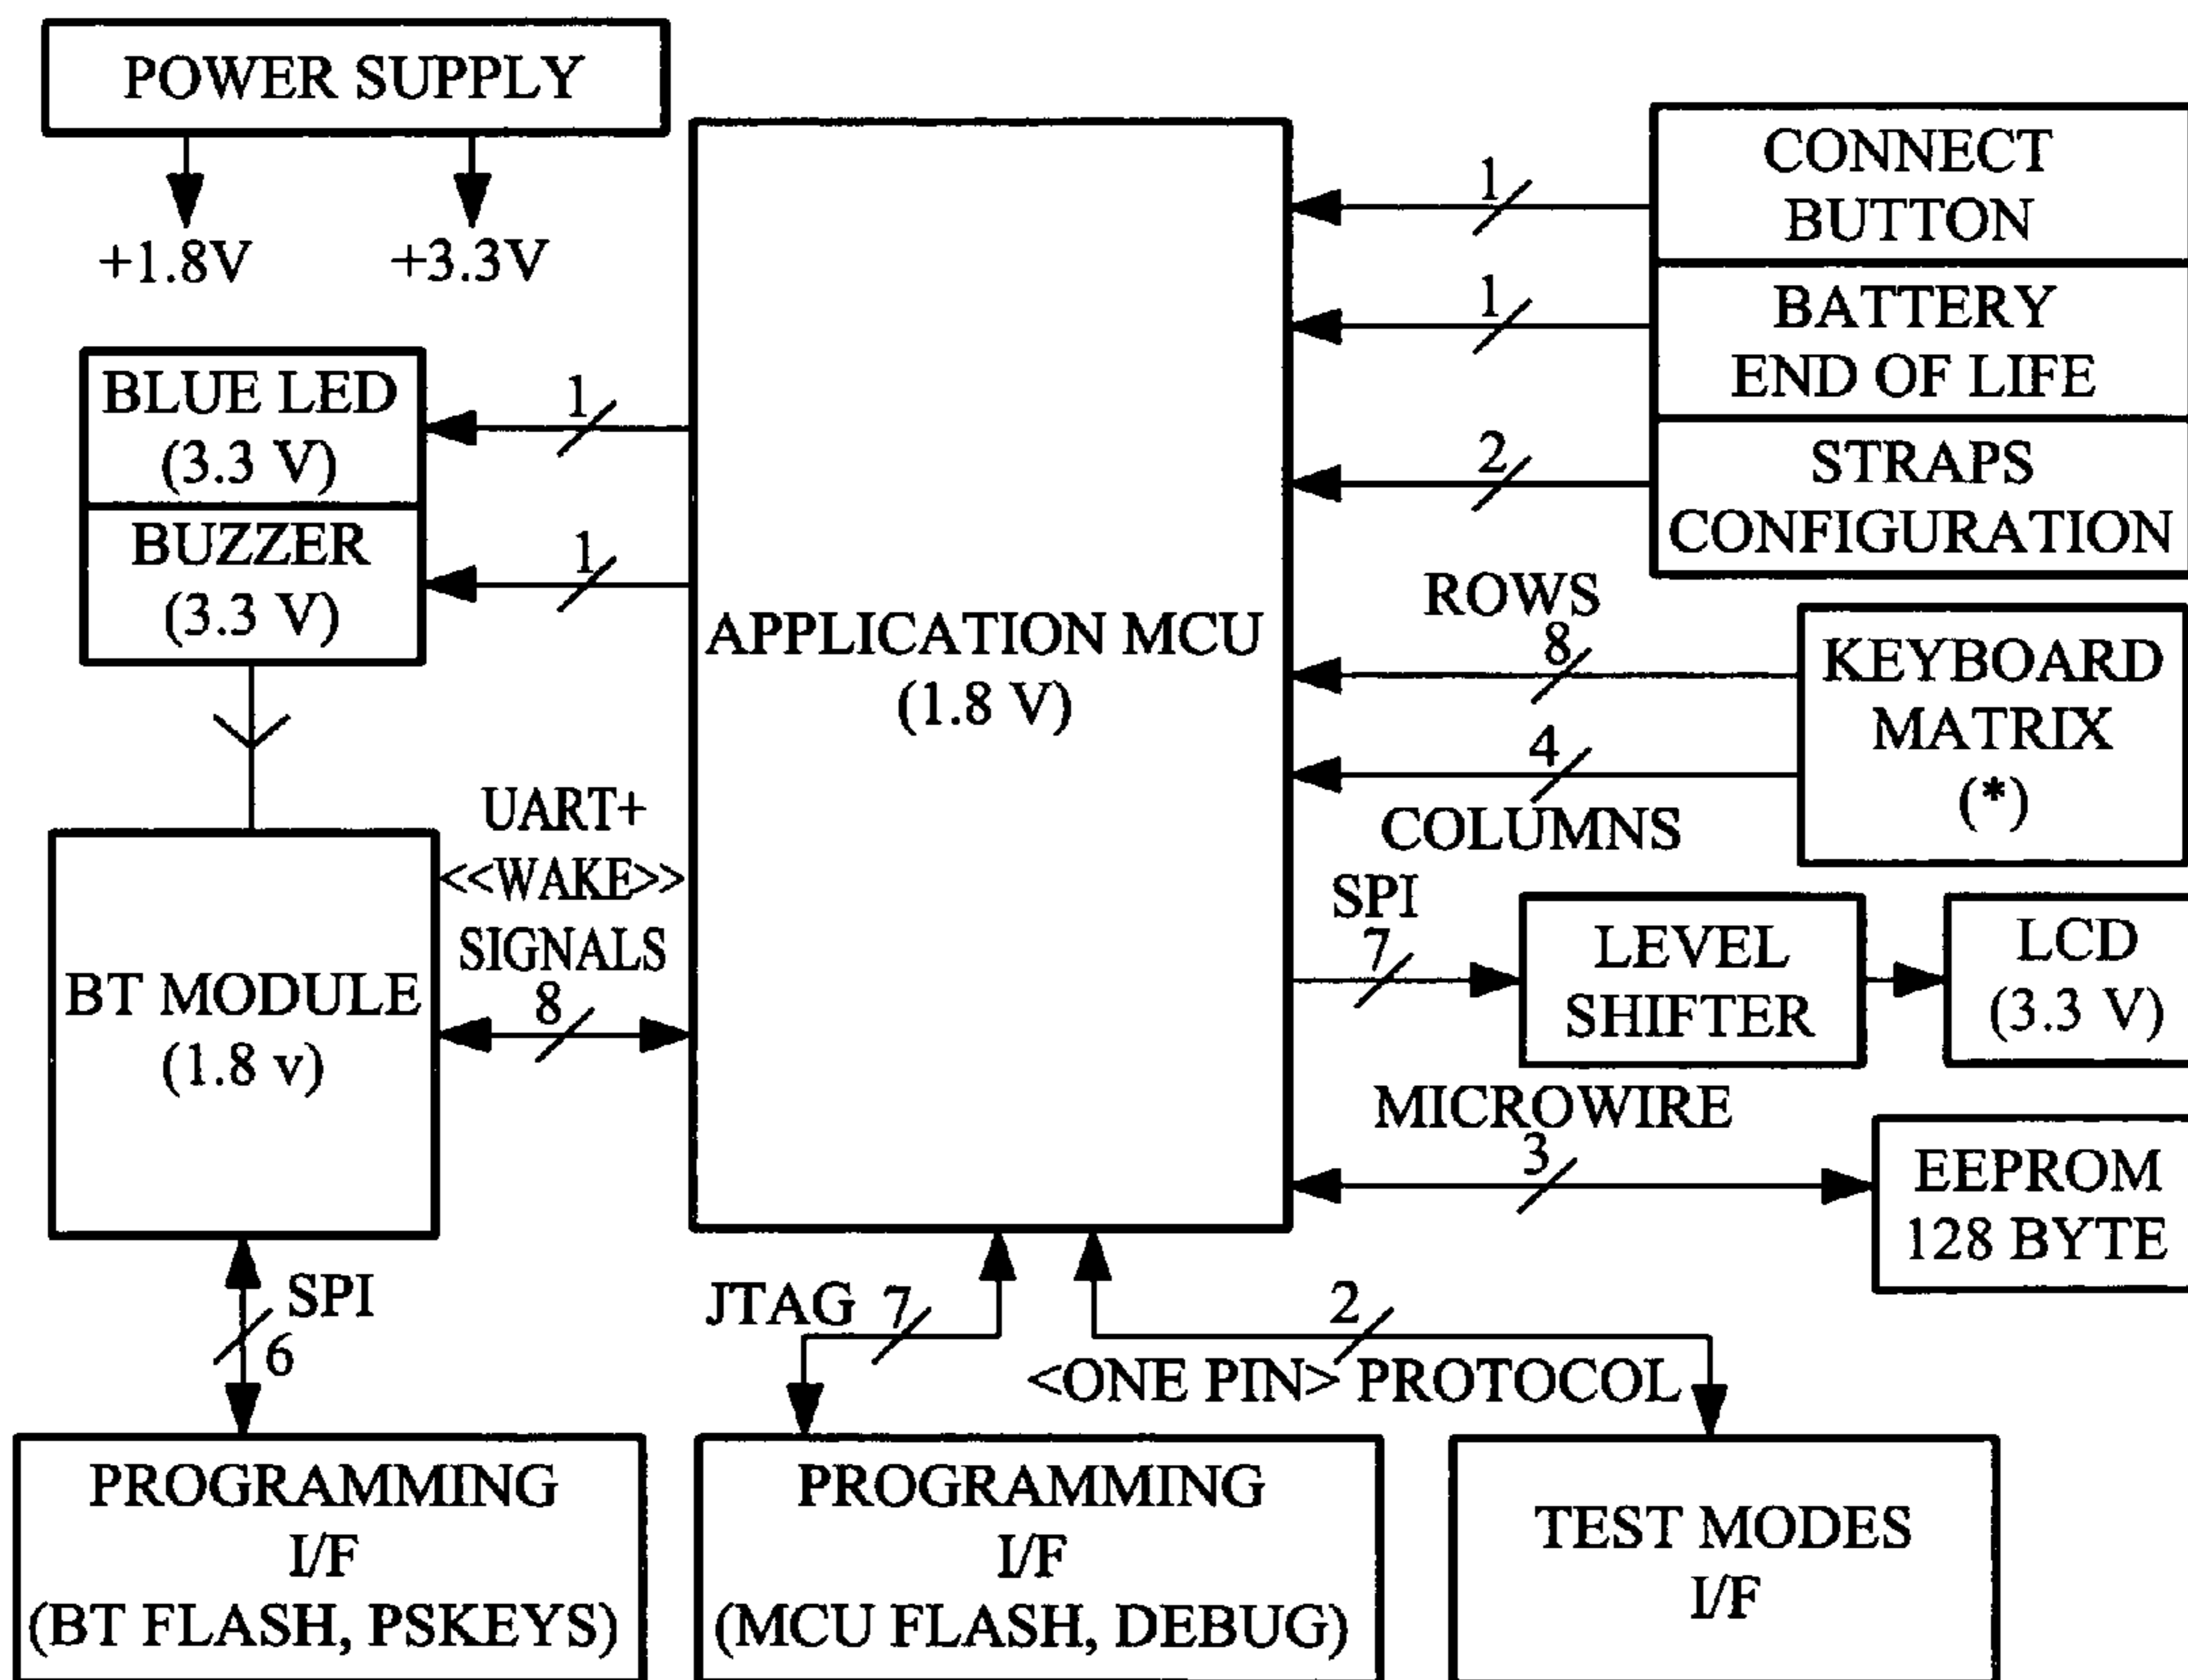 POWER SUPPLY
+1.8V
+3.3V
BLUE LED
(3.3 V)
1
BUZZER
(3.3 V)
1
APPLICATION MCU
(1.8 V)
CONNECT
BUTTON
1
BATTERY
END OF LIFE
1
STRAPS
CONFIGURATION
2
ROWS
8
KEYBOARD
MATRIX
(*)
4
COLUMNS
UART+
<<WAKE>>
SIGNALS
8
BT MODULE
(1.8 v)
SPI
7
LEVEL
SHIFTER
LCD
(3.3 V)
MICROWIRE
3
EEPROM
128 BYTE
SPI
6
JTAG 7
2
<ONE PIN> PROTOCOL
PROGRAMMING
I/F
(BT FLASH, PSKEYS)
PROGRAMMING
I/F
(MCU FLASH, DEBUG)
TEST MODES
I/F